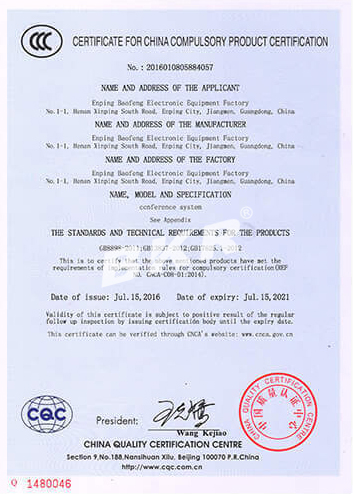 CERTIFICATE FOR CHINA COMPULSORY PRODUCT CERTIFICATION
No.: 2016010805884057
NAME AND ADDRESS OF THE APPLICANT
Enping Baofeng Electronic Equipment Factory
No.1-1, Henan Xinping South Road, Enping City, Jiangmen, Guangdong, China
NAME AND ADDRESS OF THE MANUFACTURER
Enping Baofeng Electronic Equipment Factory
No.1-1, Henan Xinping South Road, Enping City, Jiangmen, Guangdong, China
NAME AND ADDRESS OF THE FACTORY
Enping Baofeng Electronic Equipment Factory
No.1-1, Henan Xinping South Road, Enping City, Jiangmen, Guangdong, China
NAME, MODEL AND SPECIFICATION
conference system
See Appendix
THE STANDARDS AND TECHNICAL REQUIREMENTS FOR THE PRODUCTS
GB8898-2011;GB13837-2012;GB17625.1-2012
This is to certify that the above mentioned products have met the
requirements of implementation rules for compulsory certification(REF
NO. CNCA-C08-01:2014).
Date of issue: Jul.15,2016 Date of expiry: Jul.15,2021
Validity of this certificate is subject to positive result of the regular
follow up inspection by issuing certification body until the expiry date.
This certificate can be verified through CNCA's website: www.cnca.gov.cn
CQC
President:
Wang Kejiao
CHINA QUALITY CERTIFICATION CENTRE
中国质量认证中心
CHINA QUALITY CERTIFICATION CENTRE
Section 9,No.188,Nansihuan Xilu, Beijing 100070 P.R.China
http://www.cqc.com.cn
Q 1480046